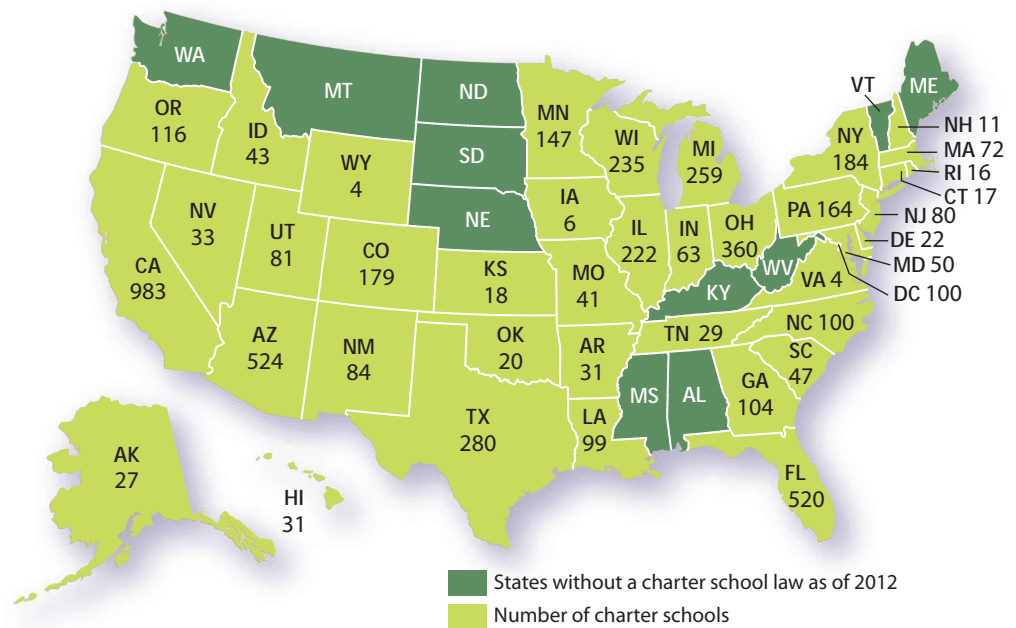 WA
MT
ND
VT
ME
OR
116
ID
43
MN
147
NH 11
MA 72
RI 16
CT 17
NY
184
WI
235
MI
259
SD
WY
4
IA
6
NE
PA 164
NJ 80
NV
33
UT
81
CO
179
IL
222
IN
63
OH
360
DE 22
MD 50
DC 100
CA
983
KS
18
MO
41
WV
VA 4
KY
AZ
524
NM
84
OK
20
AR
31
TN 29
NC 100
SC
47
MS
AL
GA
104
TX
280
LA
99
AK
27
HI
31
FL
520
States without a charter school law as of 2012
Number of charter schools